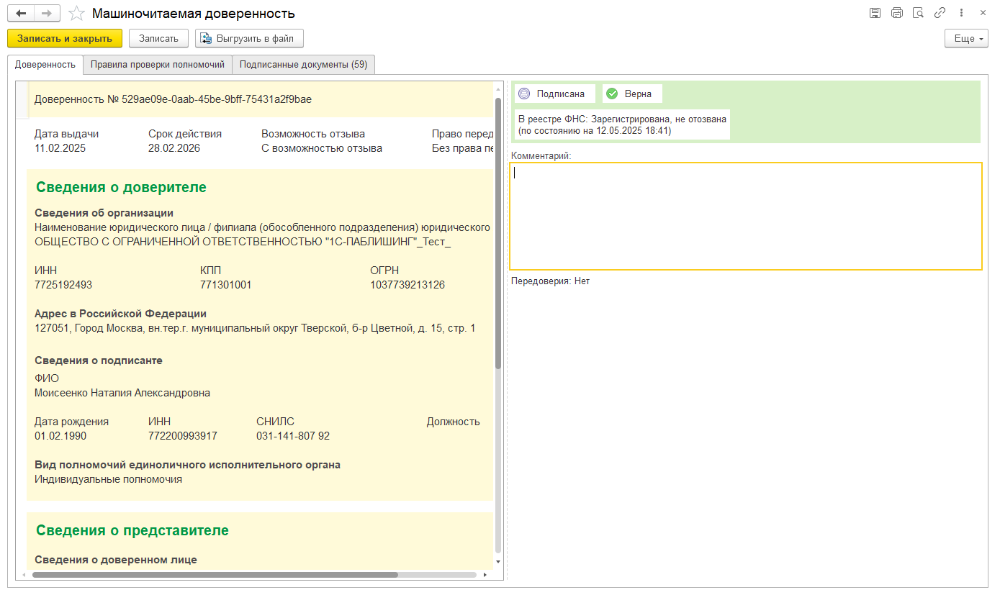 Машиночитаемая доверенность
Записать и закрыть
Записать
Выгрузить в файл
Еще
Доверенность
Правила проверки полномочий
Подписанные документы (59)
Доверенность № 529ae09e-0aab-45be-9bff-75431a2f9bae
Дата выдачи Срок действия Возможность отзыва Право перед
11.02.2025 28.02.2026 С возможностью отзыва Без права пе
Сведения о доверителе
Сведения об организации
Наименование юридического лица / филиала (обособленного подразделения) юридического
ОБЩЕСТВО С ОГРАНИЧЕННОЙ ОТВЕТСТВЕННОСТЬЮ "1С-ПАБЛИШИНГ"_Тест_
ИНН КПП ОГРН
7725192493 771301001 1037739213126
Адрес в Российской Федерации
127051, Город Москва, вн.тер.г. муниципальный округ Тверской, б-р Цветной, д. 15, стр. 1
Сведения о подписанте
ФИО
Моисеенко Наталия Александровна
Дата рождения ИНН СНИЛС Должность
01.02.1990 772200993917 031-141-807 92
Вид полномочий единоличного исполнительного органа
Индивидуальные полномочия
Сведения о представителе
Сведения о доверенном лице
Подписана
Верна
В реестре ФНС: Зарегистрирована, не отозвана
(по состоянию на 12.05.2025 18:41)
Комментарий:
Передоверия: Нет